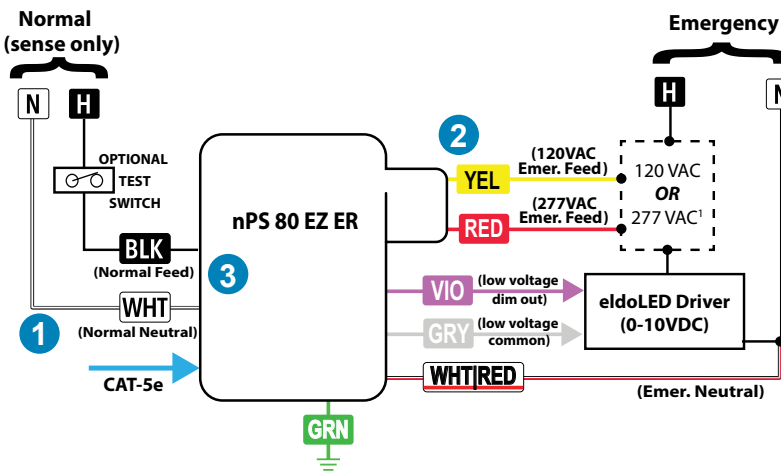 Normal
(sense only)
Emergency
N
H
H
N
OPTIONAL
TEST
SWITCH
2
(120VAC
Emer. Feed)
YEL
120 VAC
OR
277 VAC¹
(277VAC
Emer. Feed)
RED
nPS 80 EZ ER
BLK
(Normal Feed)
3
VIO
(low voltage
dim out)
eldoLED Driver
(0-10VDC)
WHT
(Normal Neutral)
1
GRY
(low voltage
common)
CAT-5e
WHT|RED
(Emer. Neutral)
GRN